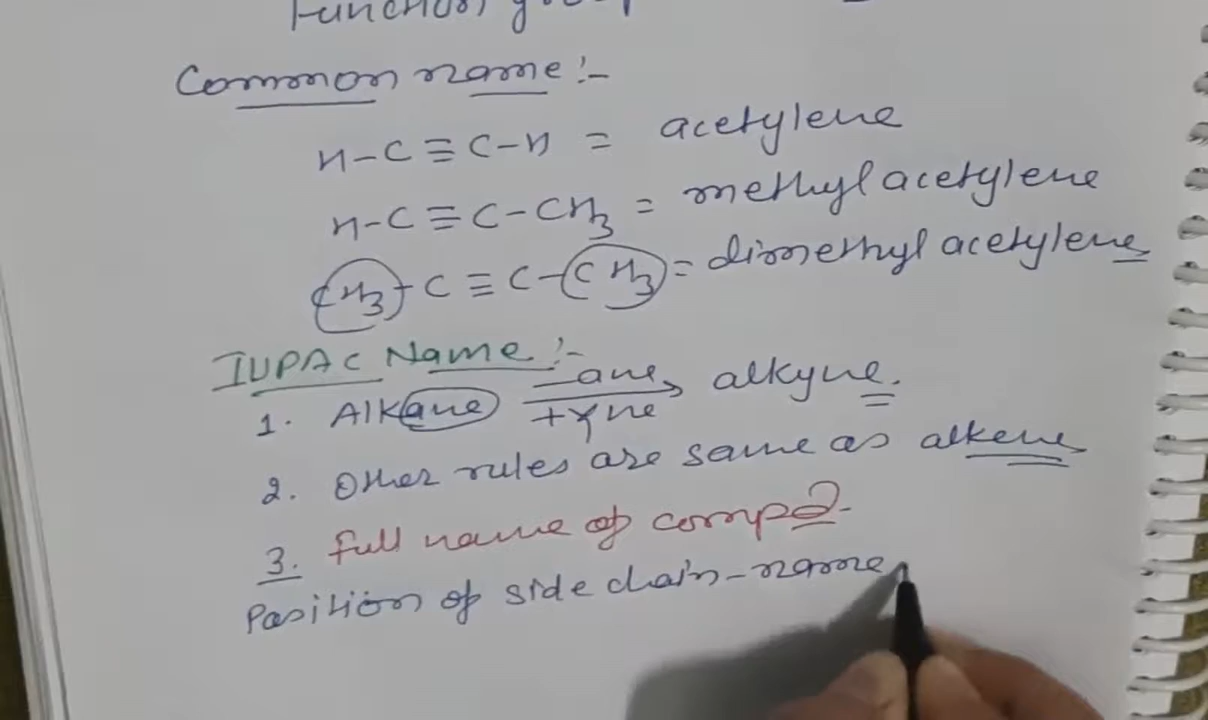 Common name :-
H-C≡C-H = acetylene
H-C≡C-CH3 = methyl acetylene
CH3-C≡C-CH3 = dimethyl acetylene
IUPAC Name :-
1. Alkane -ane +yne → alkyne.
2. Other rules are same as alkene
3. full name of compd.
Position of side chain-name